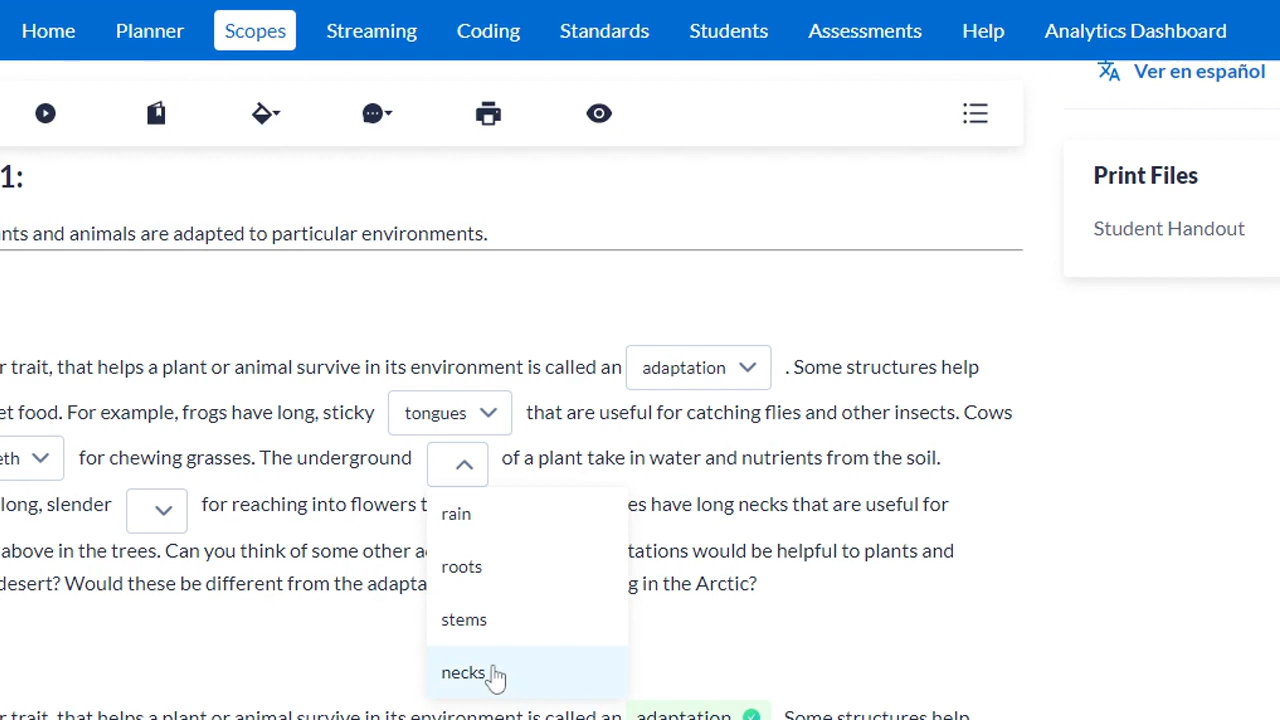 Home Planner Scopes Streaming Coding Standards Students Assessments Help Analytics Dashboard
Ver en español
1:
Print Files
Student Handout
nts and animals are adapted to particular environments.
r trait, that helps a plant or animal survive in its environment is called an adaptation . Some structures help
et food. For example, frogs have long, sticky tongues that are useful for catching flies and other insects. Cows
eth for chewing grasses. The underground of a plant take in water and nutrients from the soil.
long, slender for reaching into flowers t es have long necks that are useful for
above in the trees. Can you think of some other a tations would be helpful to plants and
desert? Would these be different from the adapta g in the Arctic?
rain
roots
stems
necks
r trait, that helps a plant or animal survive in its environment is called an adaptation Some structures help